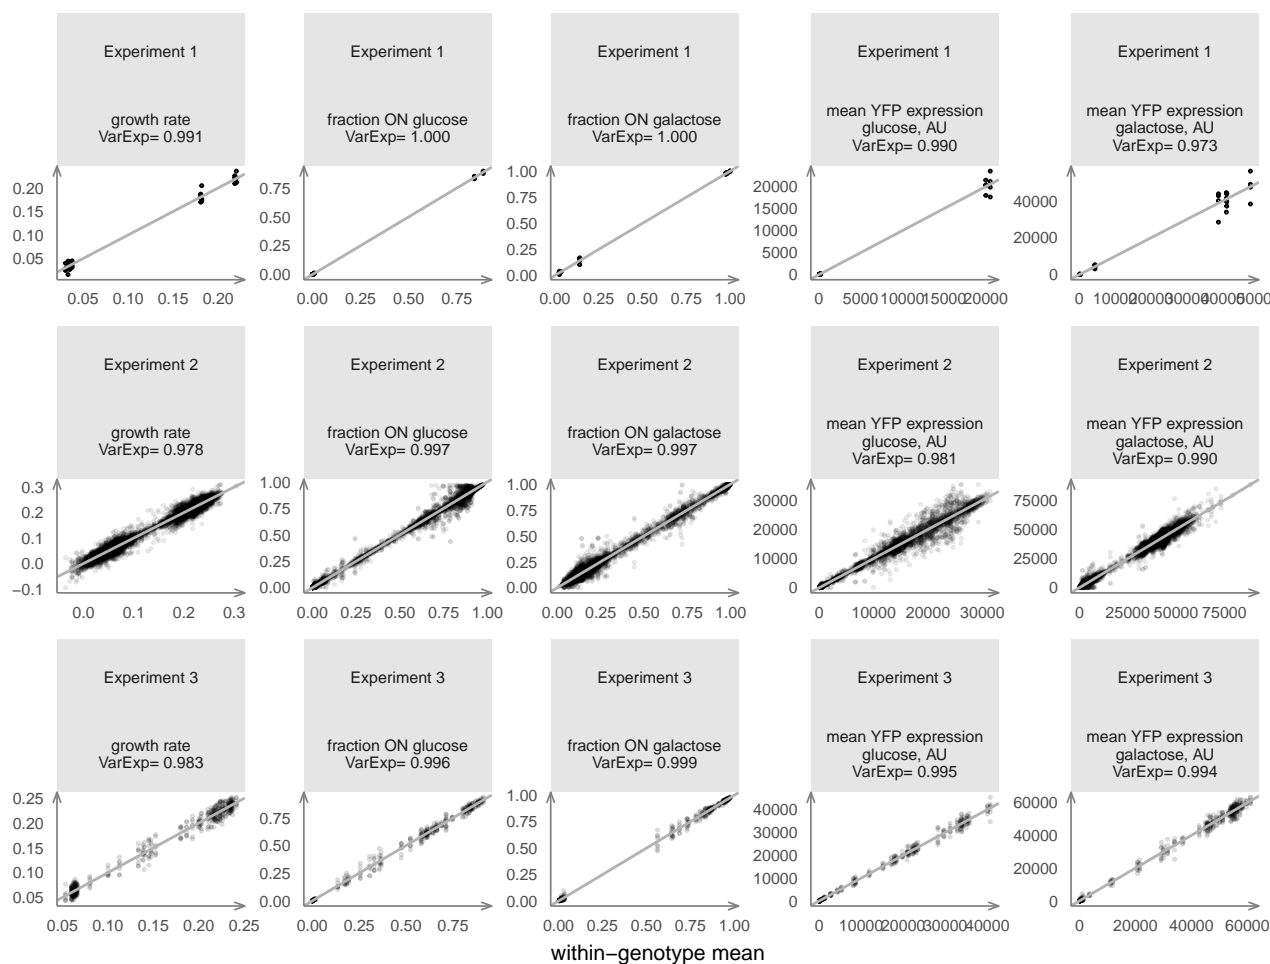 Experiment 1
growth rate
VarExp= 0.991
0.20
0.15
0.10
0.05
0.05 0.10 0.15 0.20
Experiment 1
fraction ON glucose
VarExp= 1.000
0.75
0.50
0.25
0.00
0.00 0.25 0.50 0.75
Experiment 1
fraction ON galactose
VarExp= 1.000
1.00
0.75
0.50
0.25
0.00
0.00 0.25 0.50 0.75 1.00
Experiment 1
mean YFP expression
glucose, AU
VarExp= 0.990
20000
15000
10000
5000
0
0 5000 10000 15000 20000
Experiment 1
mean YFP expression
galactose, AU
VarExp= 0.973
40000
20000
0
0 10000 20000 30000 40000 5000
Experiment 2
growth rate
VarExp= 0.978
0.3
0.2
0.1
0.0
−0.1
0.0 0.1 0.2 0.3
Experiment 2
fraction ON glucose
VarExp= 0.997
1.00
0.75
0.50
0.25
0.00
0.00 0.25 0.50 0.75 1.00
Experiment 2
fraction ON galactose
VarExp= 0.997
1.00
0.75
0.50
0.25
0.00
0.00 0.25 0.50 0.75 1.00
Experiment 2
mean YFP expression
glucose, AU
VarExp= 0.981
30000
20000
10000
0
0 10000 20000 30000
Experiment 2
mean YFP expression
galactose, AU
VarExp= 0.990
75000
50000
25000
0
0 25000 50000 75000
Experiment 3
growth rate
VarExp= 0.983
0.25
0.20
0.15
0.10
0.05
0.05 0.10 0.15 0.20 0.25
Experiment 3
fraction ON glucose
VarExp= 0.996
0.75
0.50
0.25
0.00
0.00 0.25 0.50 0.75
Experiment 3
fraction ON galactose
VarExp= 0.999
1.00
0.75
0.50
0.25
0.00
0.00 0.25 0.50 0.75 1.00
Experiment 3
mean YFP expression
glucose, AU
VarExp= 0.995
40000
30000
20000
10000
0
0 10000 20000 30000 40000
Experiment 3
mean YFP expression
galactose, AU
VarExp= 0.994
60000
40000
20000
0
0 20000 40000 60000
within−genotype mean